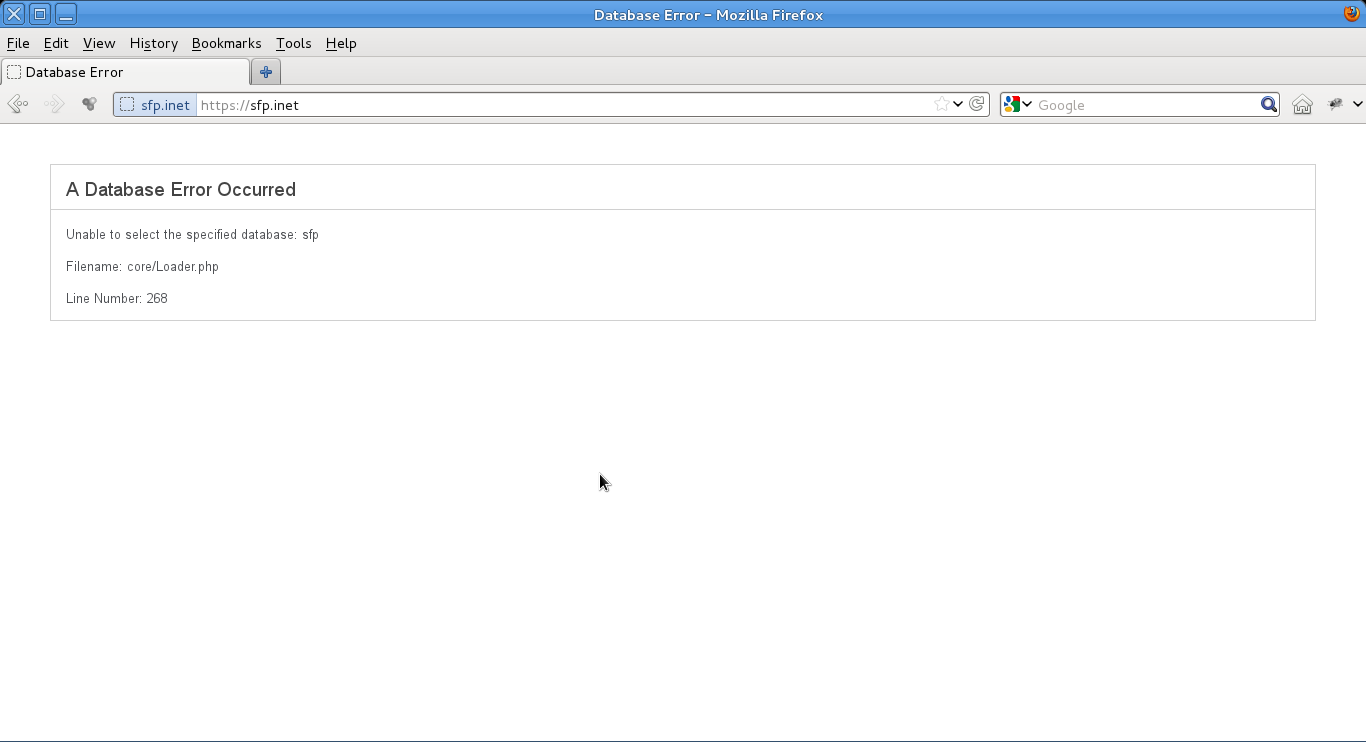 Database Error - Mozilla Firefox
File Edit View History Bookmarks Tools Help
Database Error
sfp.inet https://sfp.inet Google
A Database Error Occurred
Unable to select the specified database: sfp
Filename: core/Loader.php
Line Number: 268